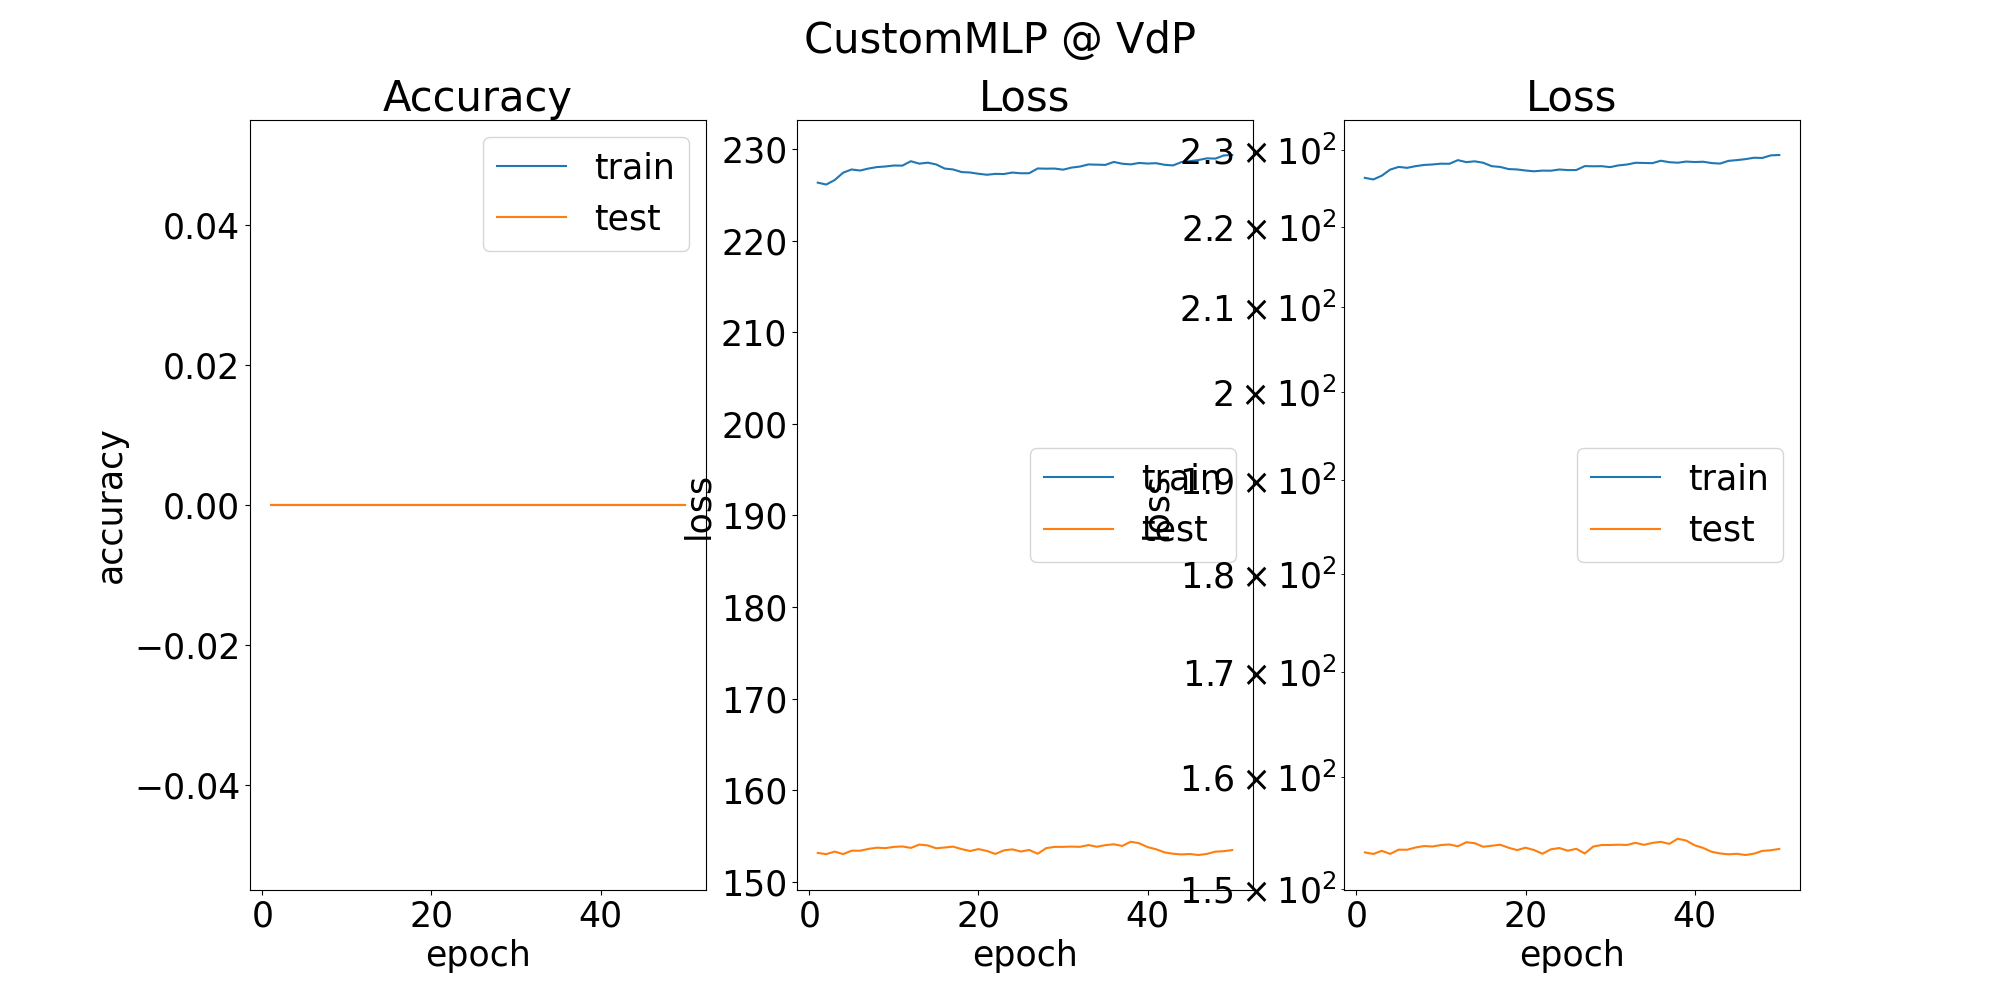 CustomMLP @ VdP
Accuracy
accuracy
0.04
0.02
0.00
−0.02
−0.04
0 20 40
epoch
train
test
Loss
loss
230
220
210
200
190
180
170
160
150
0 20 40
epoch
train
test
Loss
loss
2.3 × 10²
2.2 × 10²
2.1 × 10²
2 × 10²
1.9 × 10²
1.8 × 10²
1.7 × 10²
1.6 × 10²
1.5 × 10²
0 20 40
epoch
train
test